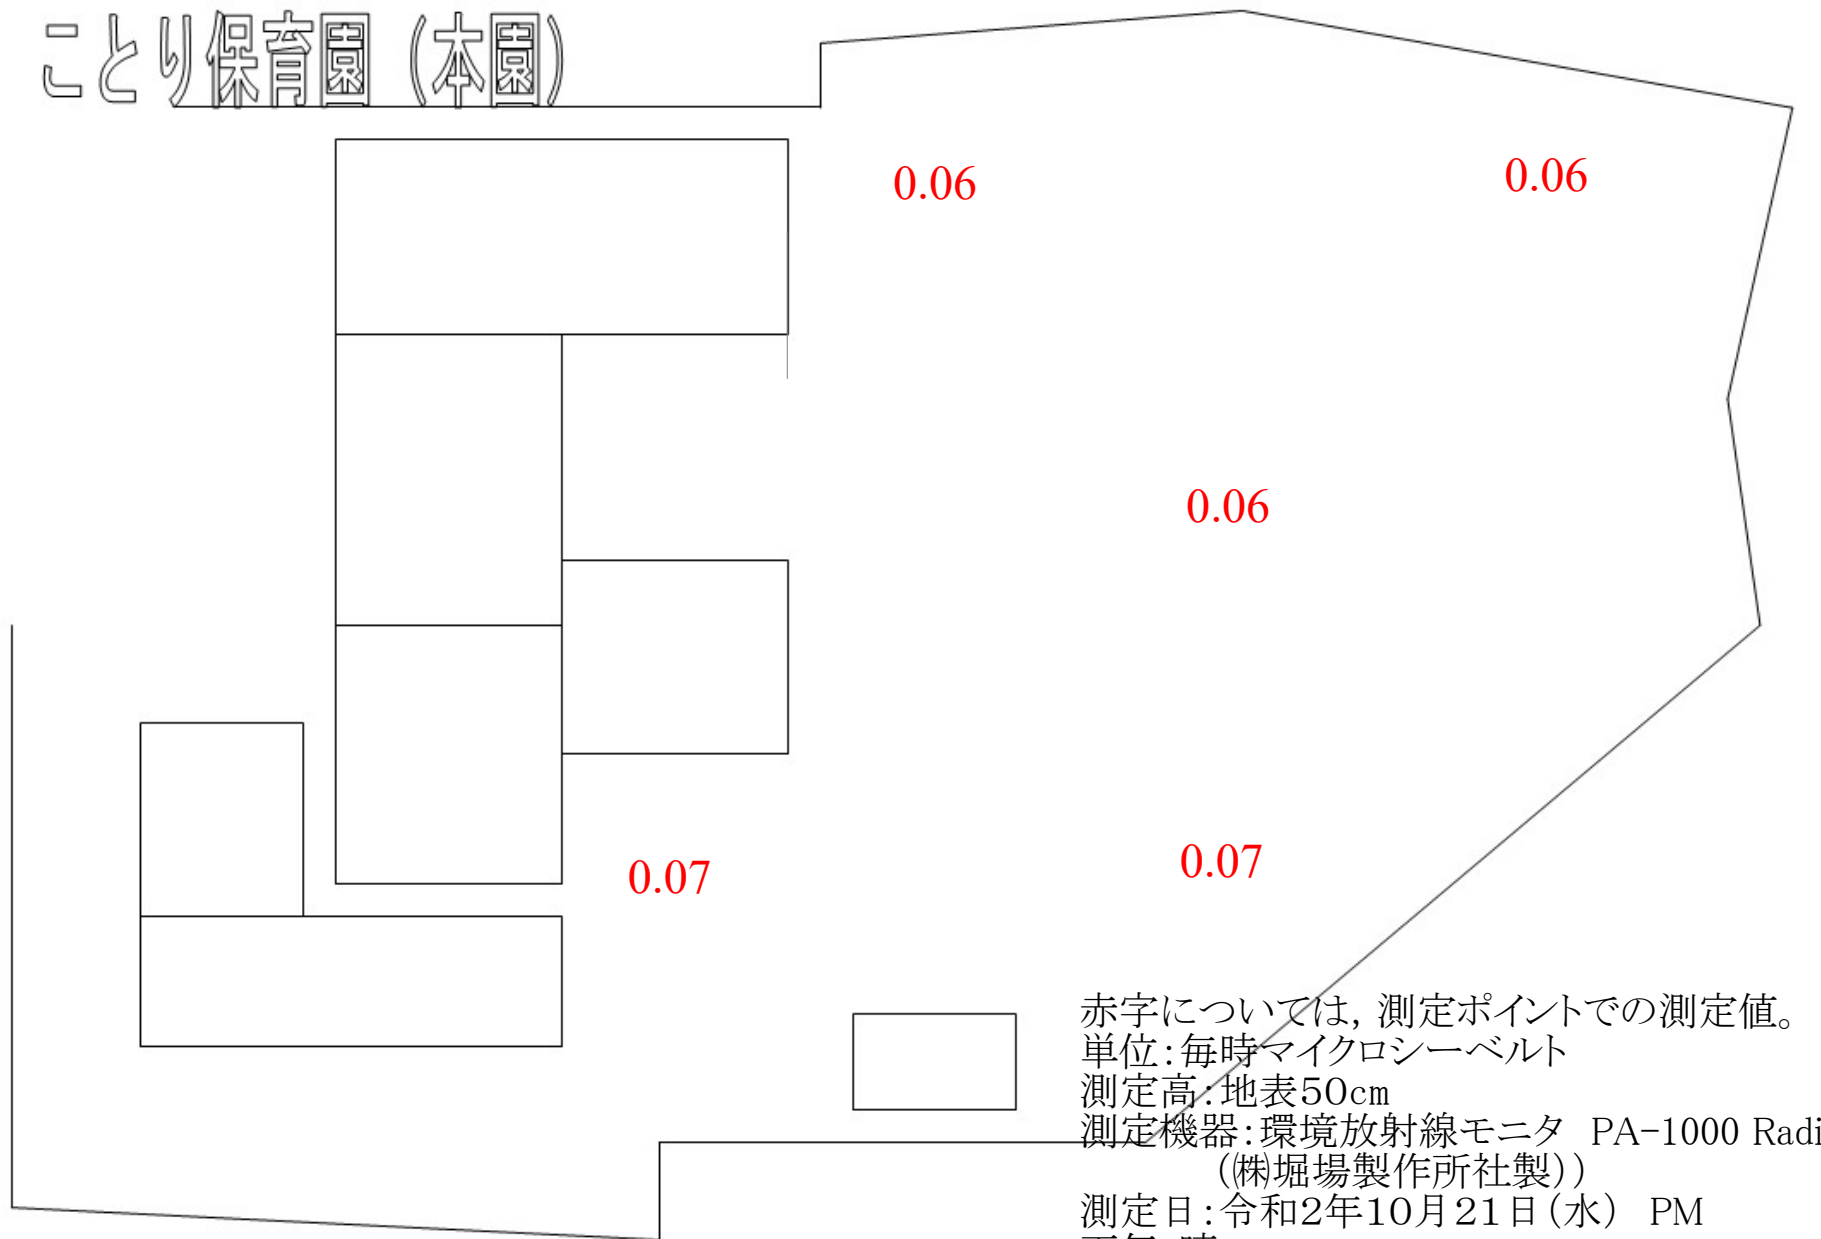 ことり保育園（本園）
0.06
0.06
0.06
0.07
0.07
赤字については，測定ポイントでの測定値。
単位：毎時マイクロシーベルト
測定高：地表50cm
測定機器：環境放射線モニタ PA-1000 Radi
（㈱堀場製作所社製））
測定日：令和2年10月21日（水） PM